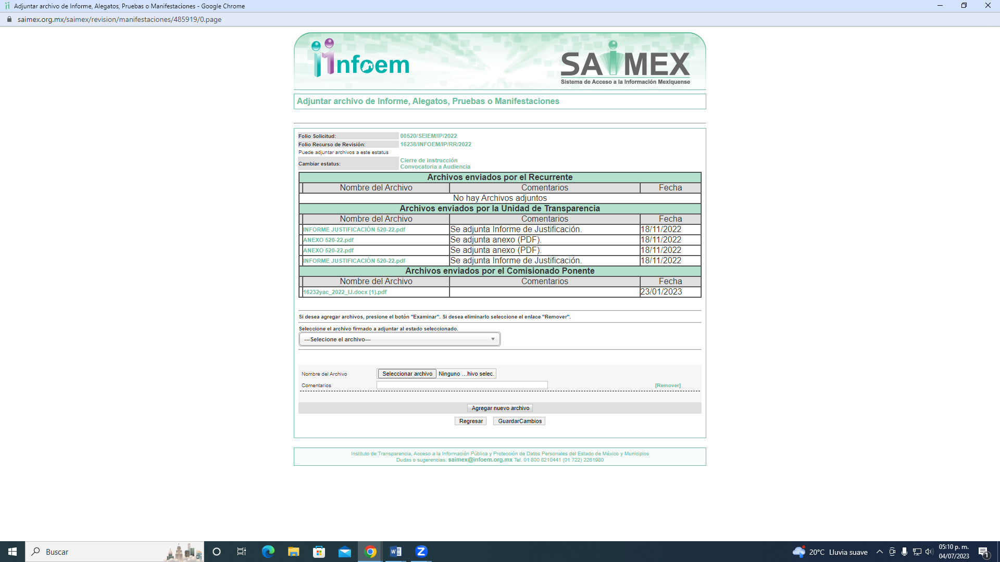 Adjuntar archivo de Informe, Alegatos, Pruebas o Manifestaciones - Google Chrome
saimex.org.mx/saimex/revision/manifestaciones/485919/0.page
infoem
SAIMEX
Sistema de Acceso a la Información Mexiquense
Adjuntar archivo de Informe, Alegatos, Pruebas o Manifestaciones
Folio Solicitud: 00520/SEIEM/IP/2022
Folio Recurso de Revisión: 16238/INFOEM/IP/RR/2022
Puede adjuntar archivos a este estatus
Cambiar estatus: Cierre de instrucción
Convocatoria a Audiencia
Archivos enviados por el Recurrente
Nombre del Archivo Comentarios Fecha
No hay Archivos adjuntos
Archivos enviados por la Unidad de Transparencia
Nombre del Archivo Comentarios Fecha
INFORME JUSTIFICACIÓN 520-22.pdf Se adjunta Informe de Justificación. 18/11/2022
ANEXO 520-22.pdf Se adjunta anexo (PDF). 18/11/2022
ANEXO 520-22.pdf Se adjunta anexo (PDF). 18/11/2022
INFORME JUSTIFICACIÓN 520-22.pdf Se adjunta Informe de Justificación. 18/11/2022
Archivos enviados por el Comisionado Ponente
Nombre del Archivo Comentarios Fecha
16232yac_2022_IJ.docx (1).pdf 23/01/2023
Si desea agregar archivos, presione el botón "Examinar". Si desea eliminarlo seleccione el enlace "Remover".
Seleccione el archivo firmado a adjuntar al estado seleccionado.
---Selecione el archivo---
Nombre del Archivo Seleccionar archivo Ninguno ...hivo selec.
Comentarios [Remover]
Agregar nuevo archivo
Regresar GuardarCambios
Instituto de Transparencia, Acceso a la Información Pública y Protección de Datos Personales del Estado de México y Municipios
Dudas o sugerencias: saimex@infoem.org.mx Tel. 01 800 8210441 (01 722) 2261980
Buscar
20°C Lluvia suave
05:10 p. m.
04/07/2023
1